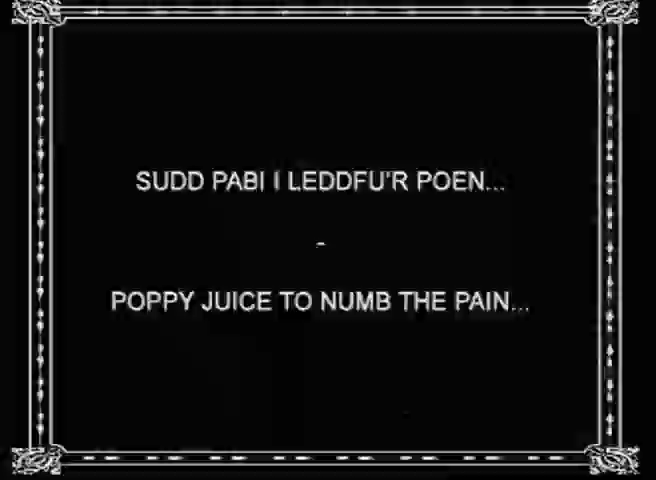 SUDD PABI I LEDDFU'R POEN...
-
POPPY JUICE TO NUMB THE PAIN...